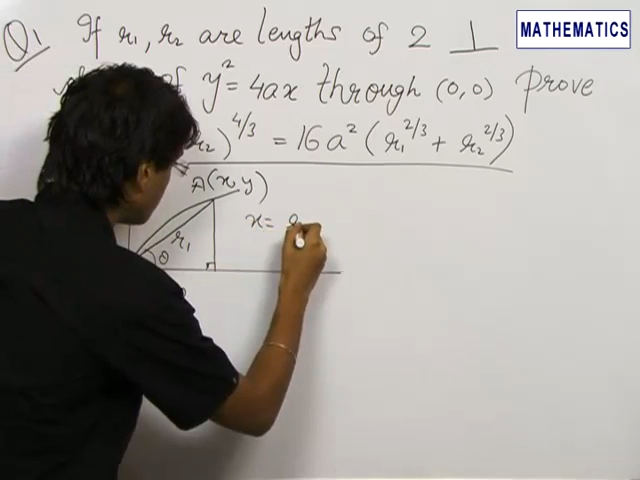 MATHEMATICS
Q1 If r₁, r₂ are lengths of 2 ⊥
of y² = 4ax through (0,0) prove
r₂)^4/3 = 16a² (r₁^2/3 + r₂^2/3)
A(x, y)
r₁
θ
x =